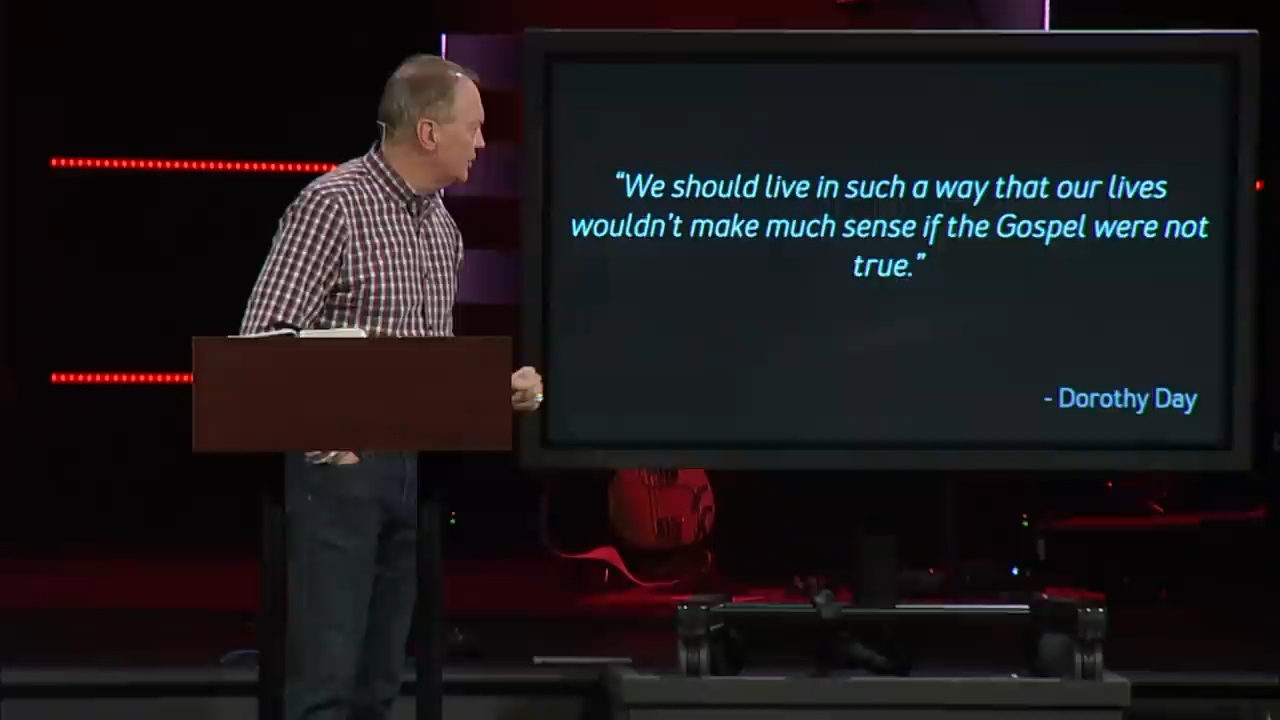 “We should live in such a way that our lives
wouldn’t make much sense if the Gospel were not
true.”
- Dorothy Day